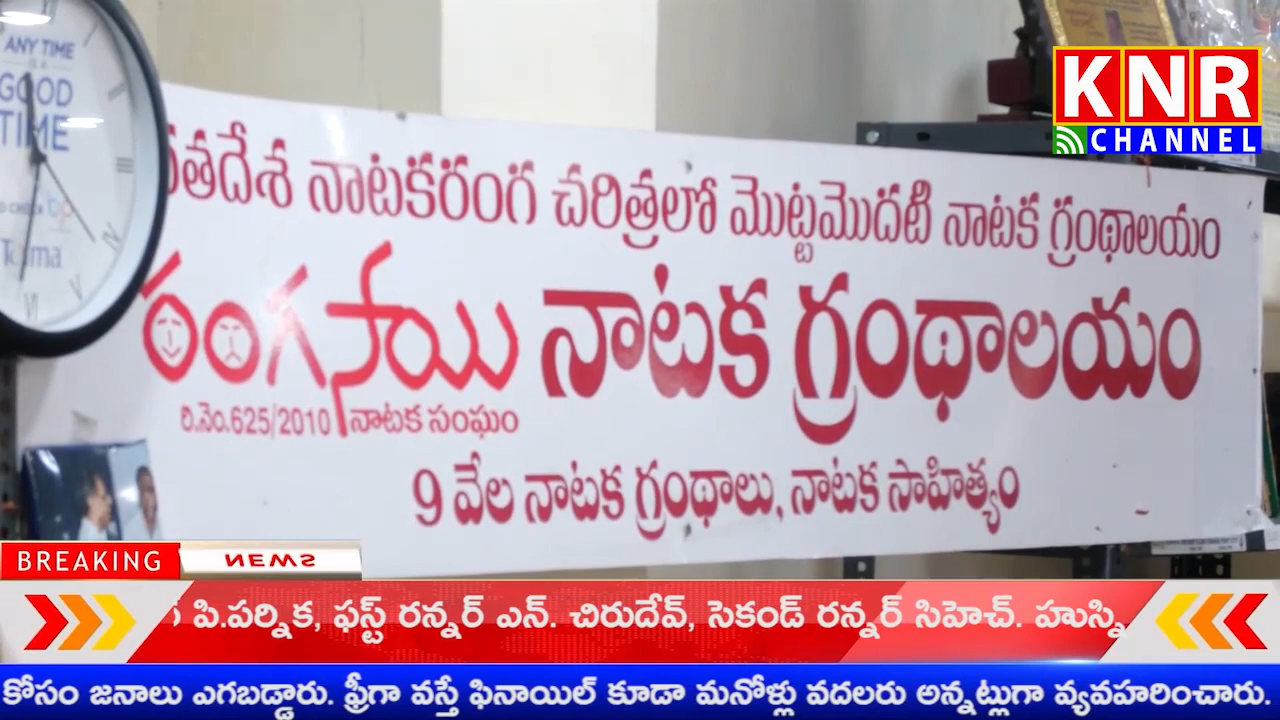 ANY TIME
IS A
GOOD
TIME
నాటకరంగ చరిత్రలో మొట్టమొదటి నాటక గ్రంథాలయం
రంగసాయి నాటక గ్రంథాలయం
రి.నెం.625/2010 నాటక సంఘం
9 వేల నాటక గ్రంథాలు, నాటక సాహిత్యం
KNR
CHANNEL
BREAKING NEWS
పి.పర్నిక, ఫస్ట్ రన్నర్ ఎన్. చిరుదేవ్, సెకండ్ రన్నర్ సిహెచ్. హుస్ని
కోసం జనాలు ఎగబడ్డారు. ఫ్రీగా వస్తే ఫినాయిల్ కూడా మనోళ్లు వదలరు అన్నట్లుగా వ్యవహరించారు.